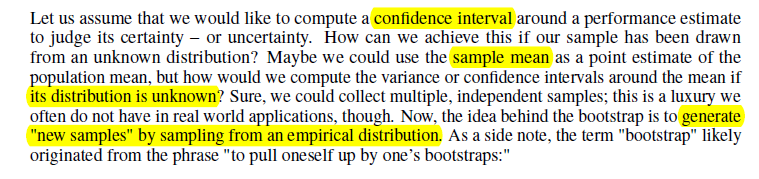 Let us assume that we would like to compute a confidence interval around a performance estimate
to judge its certainty – or uncertainty. How can we achieve this if our sample has been drawn
from an unknown distribution? Maybe we could use the sample mean as a point estimate of the
population mean, but how would we compute the variance or confidence intervals around the mean if
its distribution is unknown? Sure, we could collect multiple, independent samples; this is a luxury we
often do not have in real world applications, though. Now, the idea behind the bootstrap is to generate
"new samples" by sampling from an empirical distribution. As a side note, the term "bootstrap" likely
originated from the phrase "to pull oneself up by one's bootstraps:"